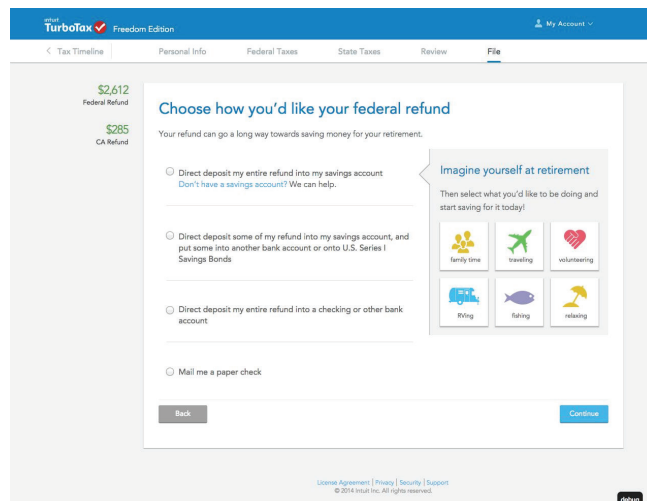 intuit
TurboTax Freedom Edition
My Account
< Tax Timeline
Personal Info
Federal Taxes
State Taxes
Review
File
$2,612
Federal Refund
$285
CA Refund
Choose how you'd like your federal refund
Your refund can go a long way towards saving money for your retirement.
Direct deposit my entire refund into my savings account
Don't have a savings account? We can help.
Direct deposit some of my refund into my savings account, and
put some into another bank account or onto U.S. Series I
Savings Bonds
Direct deposit my entire refund into a checking or other bank
account
Mail me a paper check
Imagine yourself at retirement
Then select what you'd like to be doing and
start saving for it today!
family time
traveling
volunteering
RVing
fishing
relaxing
Back
Continue
License Agreement | Privacy | Security | Support
© 2014 Intuit Inc. All rights reserved.
debug